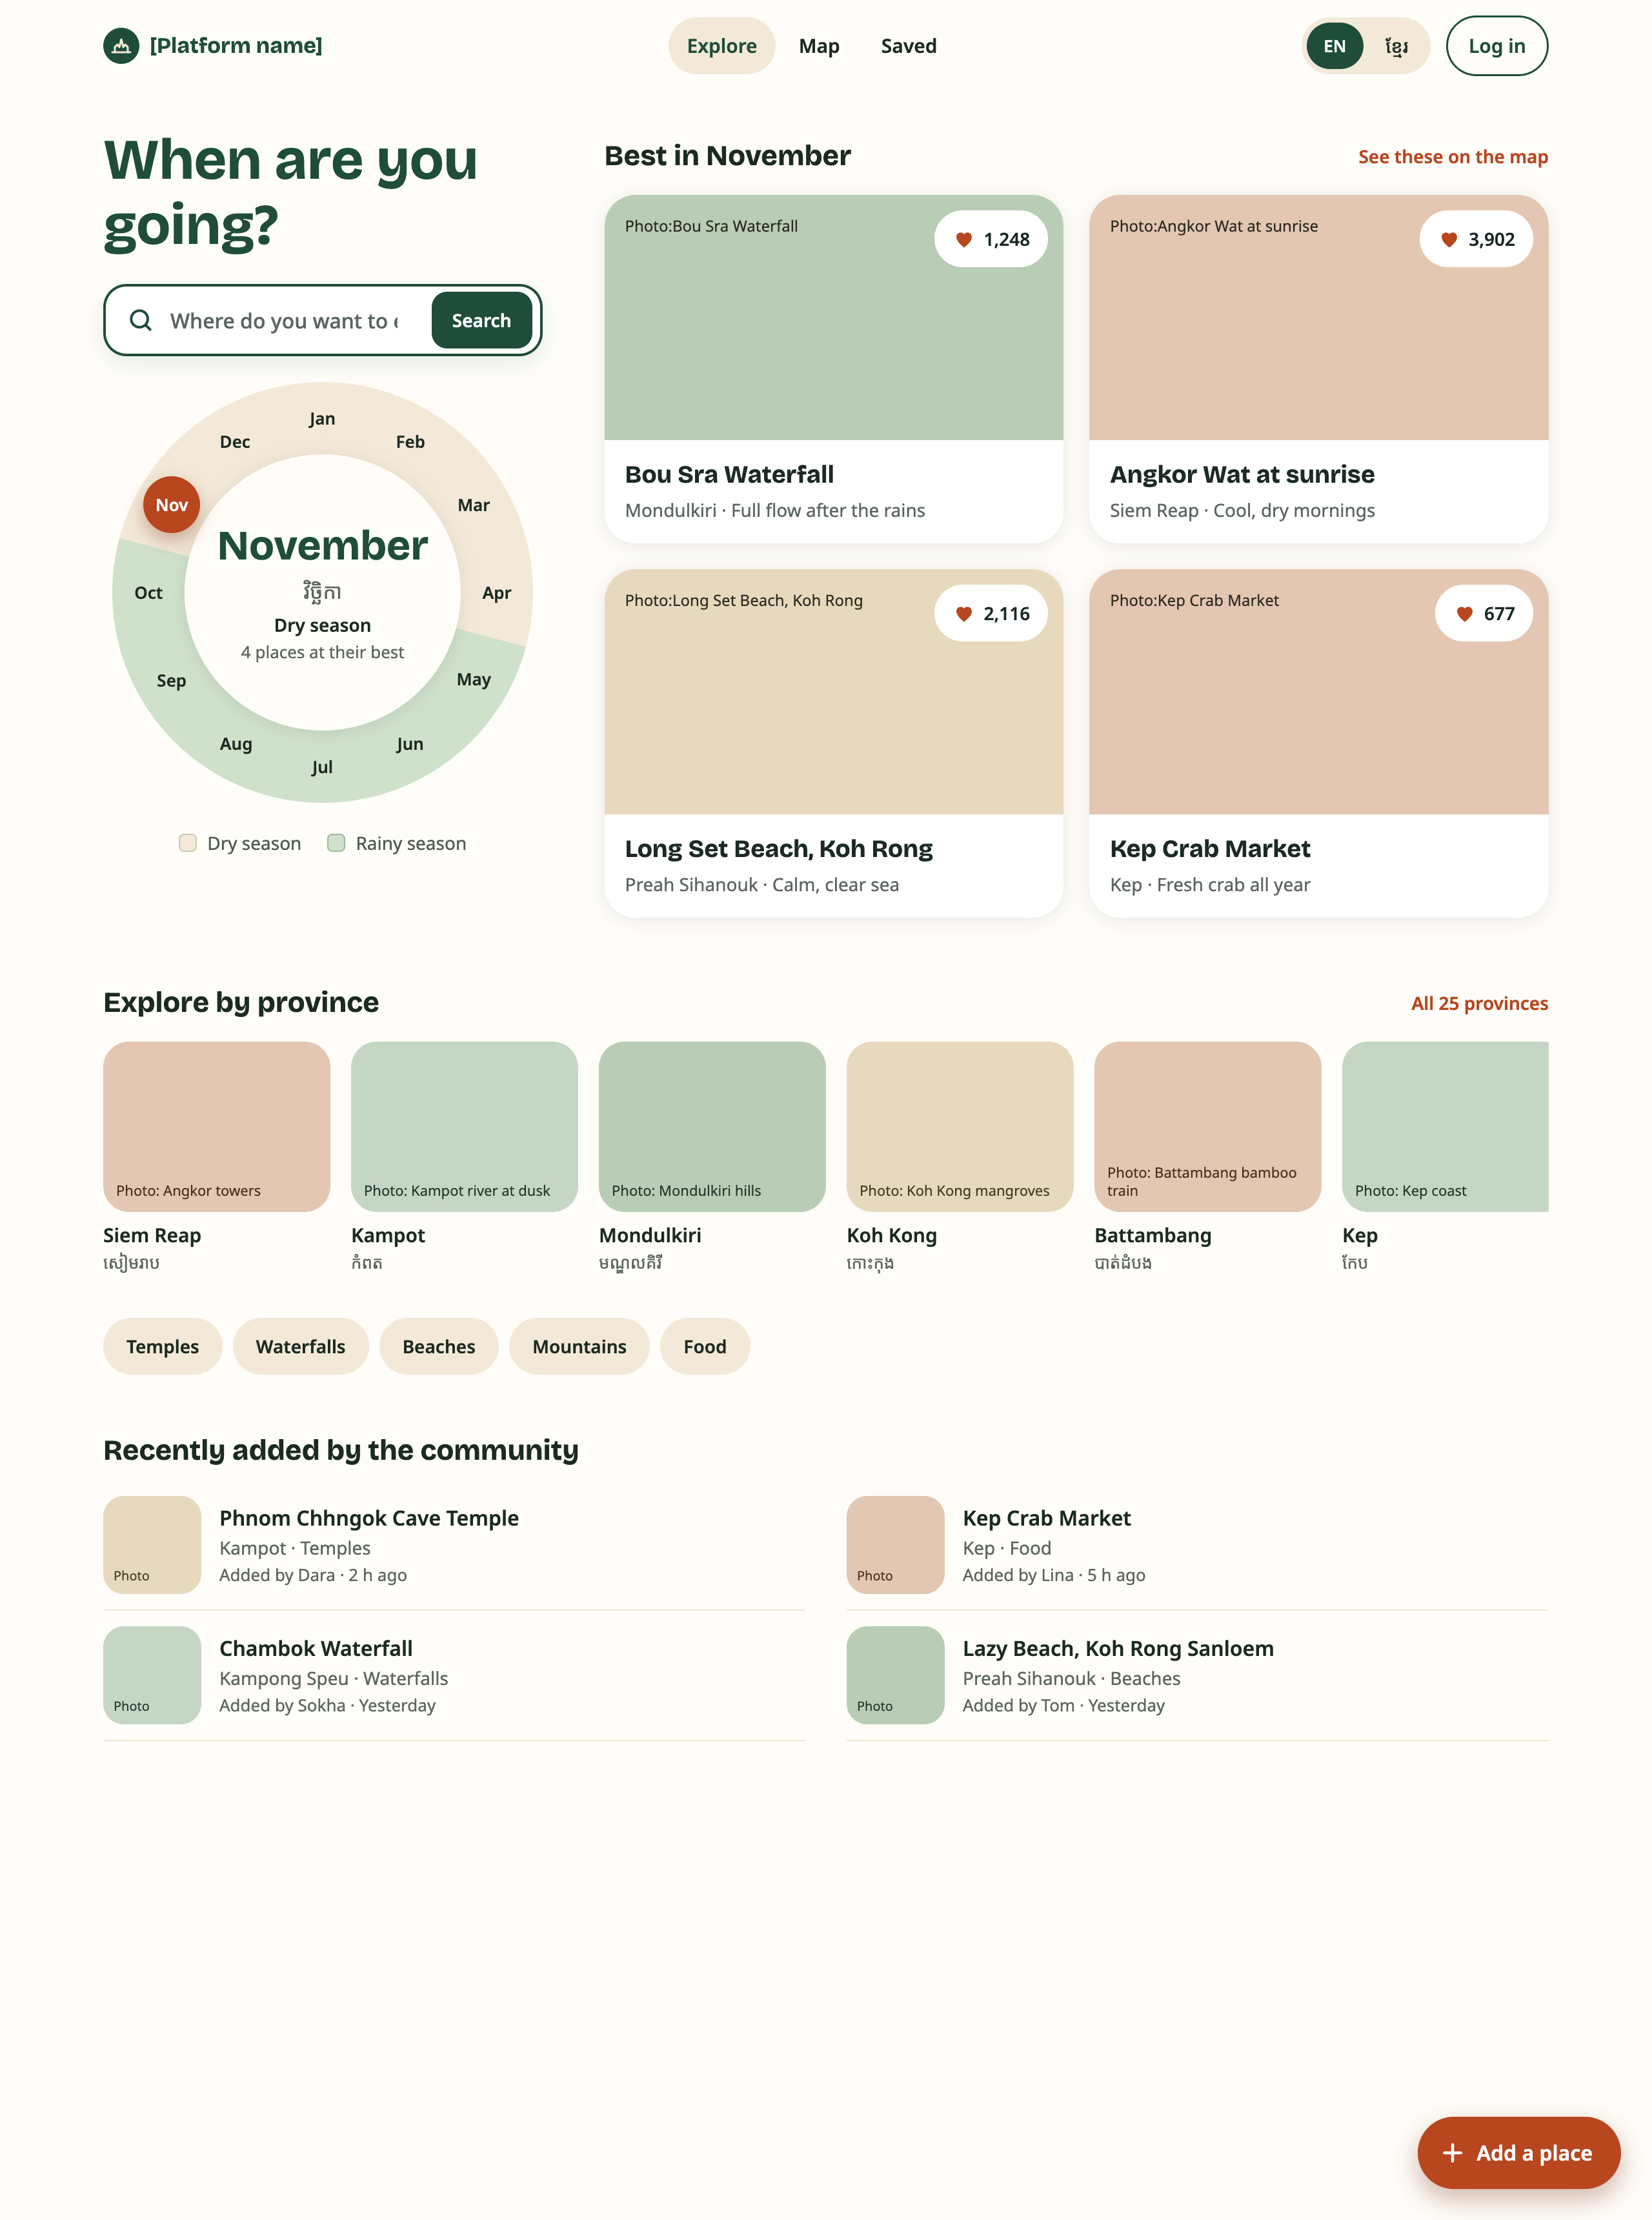 [Platform name]
Explore
Map
Saved
EN
ខ្មែរ
Log in
When are you
going?
Where do you want to
Search
Jan
Feb
Mar
Apr
May
Jun
Jul
Aug
Sep
Oct
Nov
Dec
November
វិច្ឆិកា
Dry season
4 places at their best
Dry season
Rainy season
Best in November
See these on the map
Photo:Bou Sra Waterfall
1,248
Bou Sra Waterfall
Mondulkiri · Full flow after the rains
Photo:Angkor Wat at sunrise
3,902
Angkor Wat at sunrise
Siem Reap · Cool, dry mornings
Photo:Long Set Beach, Koh Rong
2,116
Long Set Beach, Koh Rong
Preah Sihanouk · Calm, clear sea
Photo:Kep Crab Market
677
Kep Crab Market
Kep · Fresh crab all year
Explore by province
All 25 provinces
Photo: Angkor towers
Siem Reap
សៀមរាប
Photo: Kampot river at dusk
Kampot
កំពត
Photo: Mondulkiri hills
Mondulkiri
មណ្ឌលគិរី
Photo: Koh Kong mangroves
Koh Kong
កោះកុង
Photo: Battambang bamboo
train
Battambang
បាត់ដំបង
Photo: Kep coast
Kep
កែប
Temples
Waterfalls
Beaches
Mountains
Food
Recently added by the community
Photo
Phnom Chhngok Cave Temple
Kampot · Temples
Added by Dara · 2 h ago
Photo
Kep Crab Market
Kep · Food
Added by Lina · 5 h ago
Photo
Chambok Waterfall
Kampong Speu · Waterfalls
Added by Sokha · Yesterday
Photo
Lazy Beach, Koh Rong Sanloem
Preah Sihanouk · Beaches
Added by Tom · Yesterday
Add a place